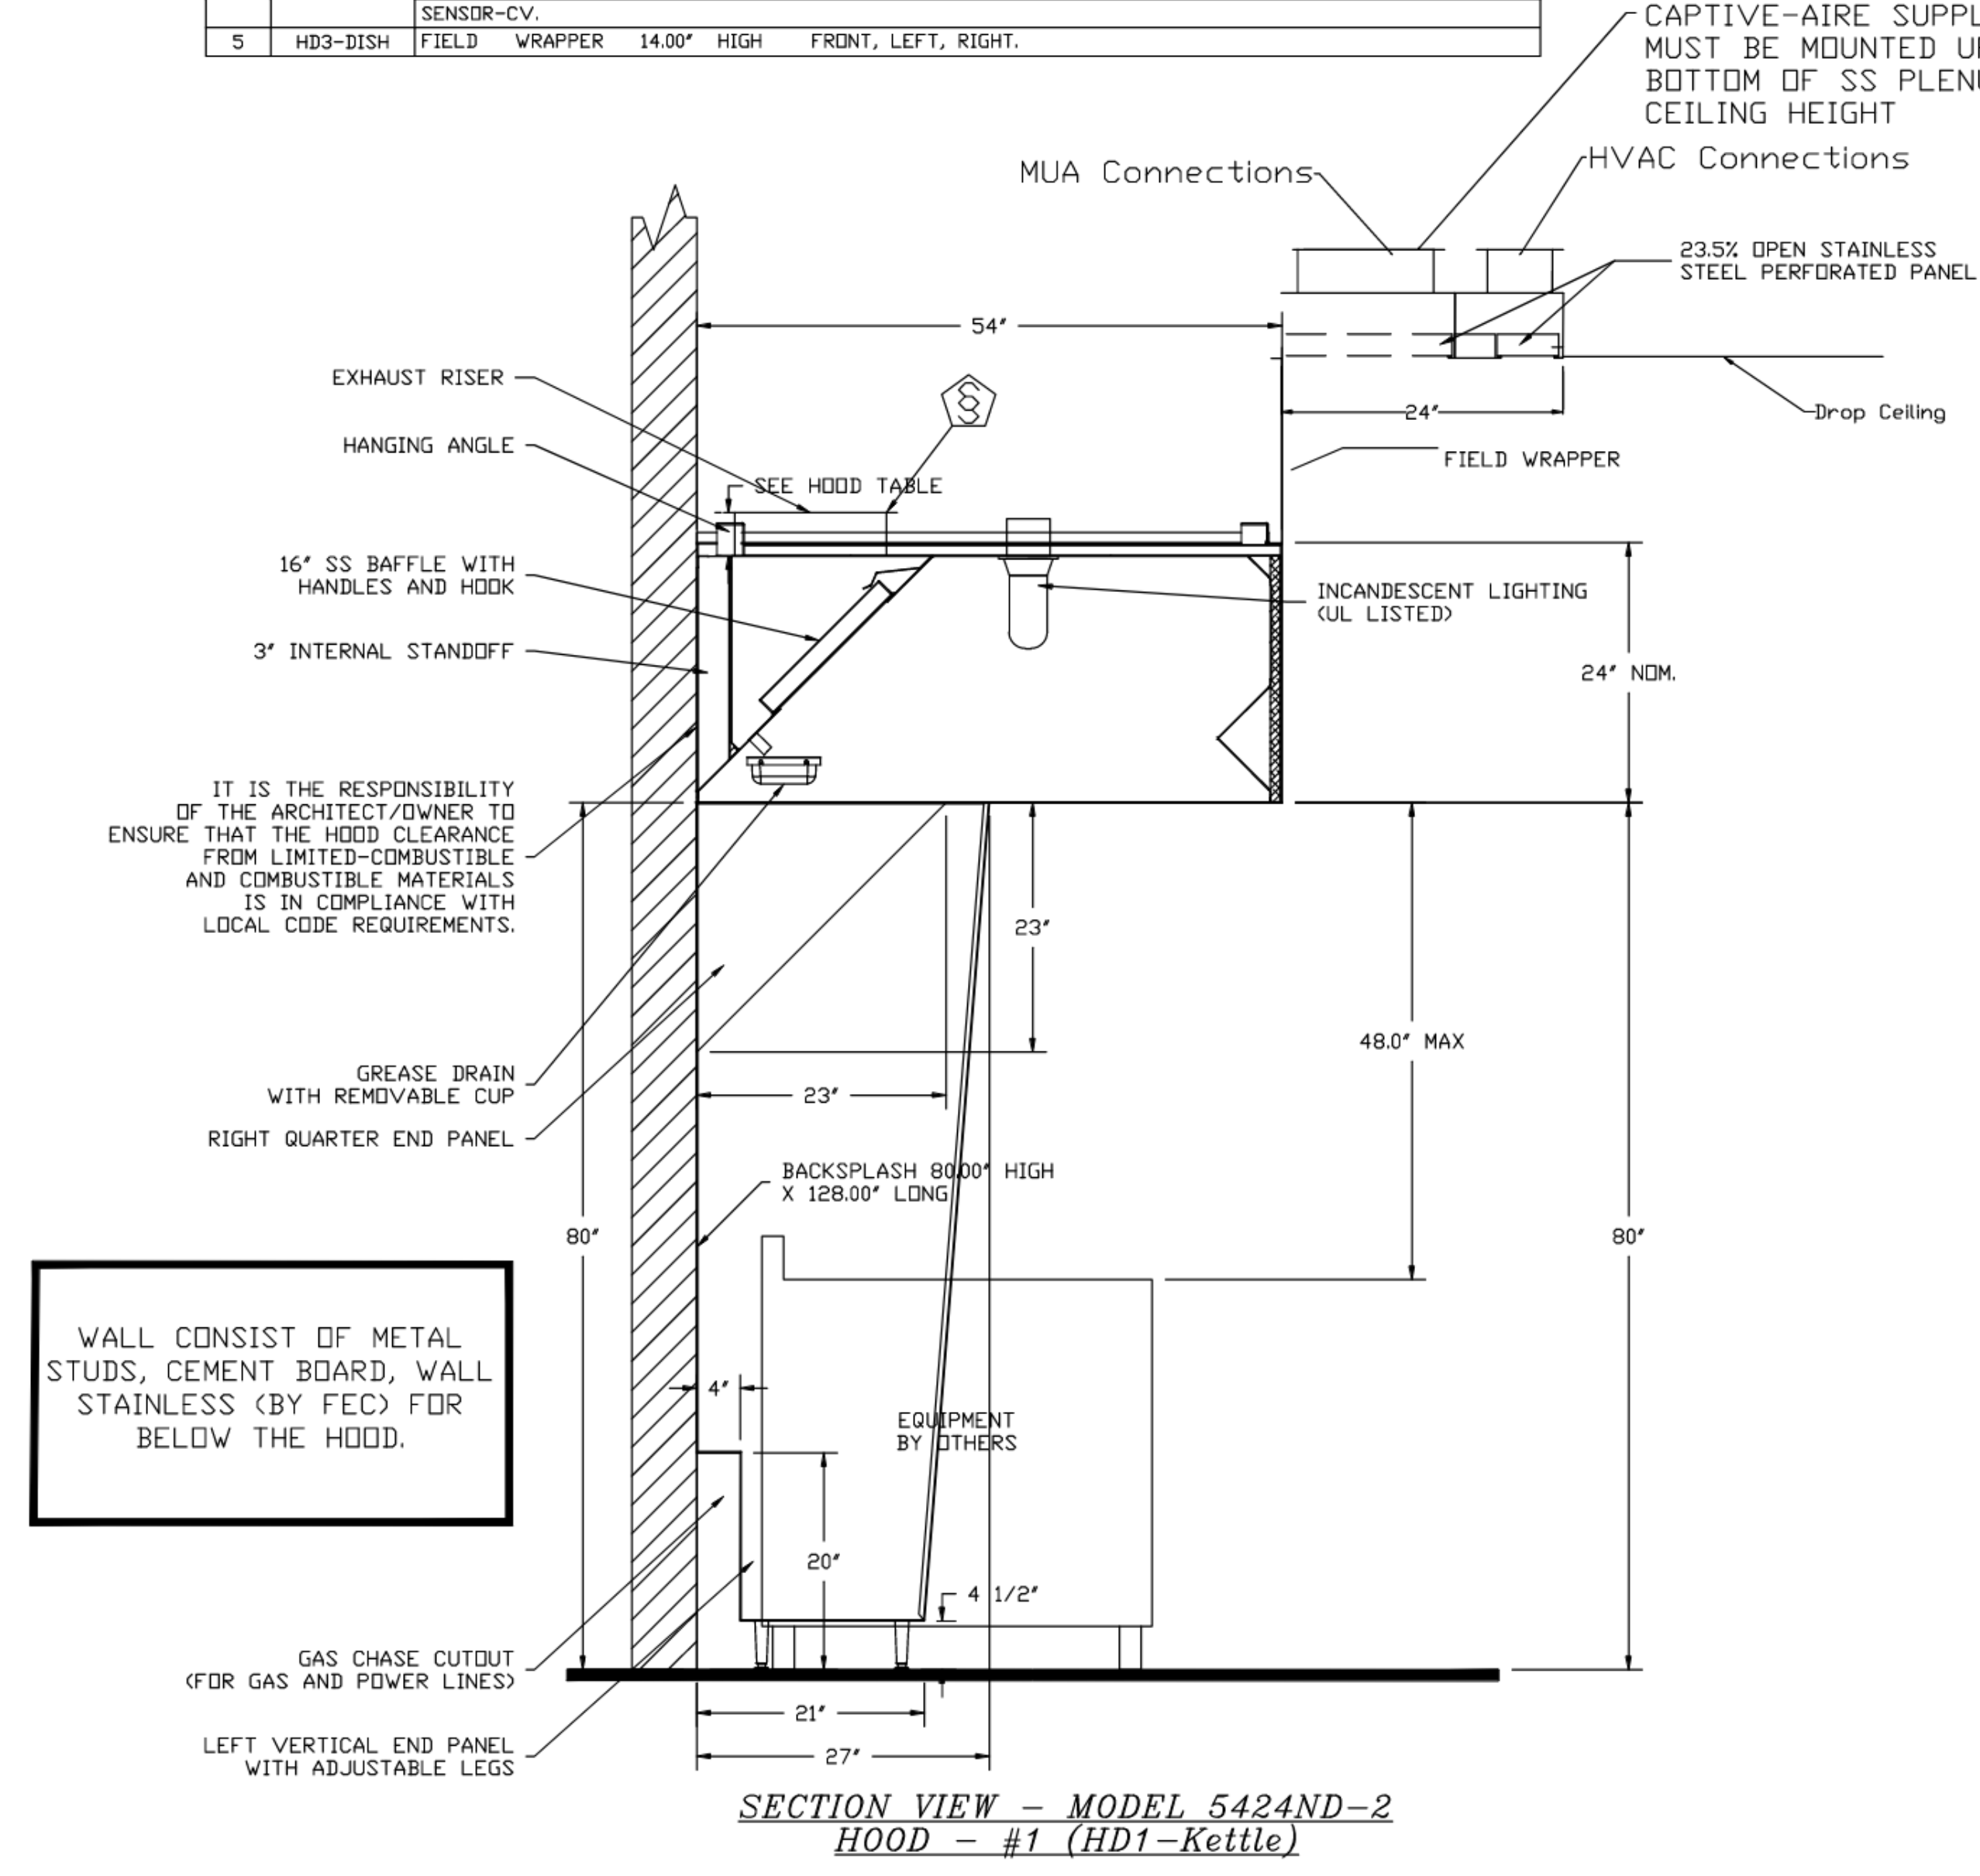 SENSOR-CV.
5 HD3-DISH FIELD WRAPPER 14.00" HIGH FRONT, LEFT, RIGHT.
CAPTIVE-AIRE
MUST BE MOUNTED
BOTTOM OF SS
CEILING HEIGHT
MUA Connections
HVAC Connections
23.5% OPEN STAINLESS
STEEL PERFORATED PANEL
54"
EXHAUST RISER
24"
Drop Ceiling
HANGING ANGLE
FIELD WRAPPER
SEE HOOD TABLE
16" SS BAFFLE WITH
HANDLES AND HOOK
INCANDESCENT LIGHTING
(UL LISTED)
3" INTERNAL STANDOFF
24" NOM.
IT IS THE RESPONSIBILITY
OF THE ARCHITECT/OWNER TO
ENSURE THAT THE HOOD CLEARANCE
FROM LIMITED-COMBUSTIBLE
AND COMBUSTIBLE MATERIALS
IS IN COMPLIANCE WITH
LOCAL CODE REQUIREMENTS.
23"
48.0" MAX
GREASE DRAIN
WITH REMOVABLE CUP
23"
RIGHT QUARTER END PANEL
BACKSPLASH 80.00" HIGH
X 128.00" LONG
80"
80"
WALL CONSIST OF METAL
STUDS, CEMENT BOARD, WALL
STAINLESS (BY FEC) FOR
BELOW THE HOOD.
4"
EQUIPMENT
BY OTHERS
20"
4 1/2"
GAS CHASE CUTOUT
(FOR GAS AND POWER LINES)
21"
LEFT VERTICAL END PANEL
WITH ADJUSTABLE LEGS
27"
SECTION VIEW - MODEL 5424ND-2
HOOD - #1 (HD1-Kettle)